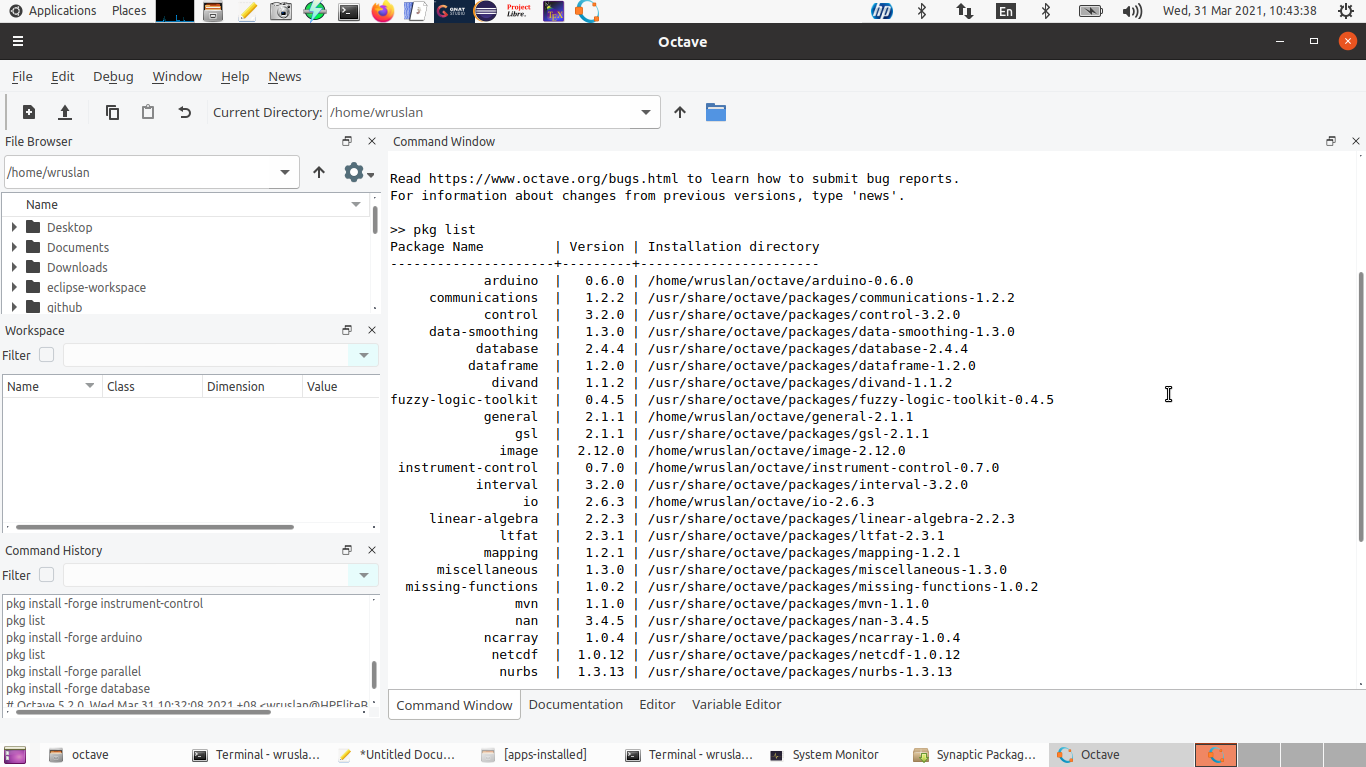 Applications Places En Wed, 31 Mar 2021, 10:43:38
Octave
File Edit Debug Window Help News
Current Directory: /home/wruslan
File Browser
/home/wruslan
Name
Desktop
Documents
Downloads
eclipse-workspace
github
Workspace
Filter
Name Class Dimension Value
Command History
Filter
pkg install -forge instrument-control
pkg list
pkg install -forge arduino
pkg list
pkg install -forge parallel
pkg install -forge database
# Octave 5.2.0, Wed Mar 31 10:32:08 2021 +08 <wruslan@HPEliteB
Command Window
Read https://www.octave.org/bugs.html to learn how to submit bug reports.
For information about changes from previous versions, type 'news'.
>> pkg list
Package Name | Version | Installation directory
---------------------+---------+-----------------------
arduino | 0.6.0 | /home/wruslan/octave/arduino-0.6.0
communications | 1.2.2 | /usr/share/octave/packages/communications-1.2.2
control | 3.2.0 | /usr/share/octave/packages/control-3.2.0
data-smoothing | 1.3.0 | /usr/share/octave/packages/data-smoothing-1.3.0
database | 2.4.4 | /usr/share/octave/packages/database-2.4.4
dataframe | 1.2.0 | /usr/share/octave/packages/dataframe-1.2.0
divand | 1.1.2 | /usr/share/octave/packages/divand-1.1.2
fuzzy-logic-toolkit | 0.4.5 | /usr/share/octave/packages/fuzzy-logic-toolkit-0.4.5
general | 2.1.1 | /home/wruslan/octave/general-2.1.1
gsl | 2.1.1 | /usr/share/octave/packages/gsl-2.1.1
image | 2.12.0 | /home/wruslan/octave/image-2.12.0
instrument-control | 0.7.0 | /home/wruslan/octave/instrument-control-0.7.0
interval | 3.2.0 | /usr/share/octave/packages/interval-3.2.0
io | 2.6.3 | /home/wruslan/octave/io-2.6.3
linear-algebra | 2.2.3 | /usr/share/octave/packages/linear-algebra-2.2.3
ltfat | 2.3.1 | /usr/share/octave/packages/ltfat-2.3.1
mapping | 1.2.1 | /usr/share/octave/packages/mapping-1.2.1
miscellaneous | 1.3.0 | /usr/share/octave/packages/miscellaneous-1.3.0
missing-functions | 1.0.2 | /usr/share/octave/packages/missing-functions-1.0.2
mvn | 1.1.0 | /usr/share/octave/packages/mvn-1.1.0
nan | 3.4.5 | /usr/share/octave/packages/nan-3.4.5
ncarray | 1.0.4 | /usr/share/octave/packages/ncarray-1.0.4
netcdf | 1.0.12 | /usr/share/octave/packages/netcdf-1.0.12
nurbs | 1.3.13 | /usr/share/octave/packages/nurbs-1.3.13
Command Window Documentation Editor Variable Editor
octave Terminal - wrusla... *Untitled Docu... [apps-installed] Terminal - wrusla... System Monitor Synaptic Packag... Octave